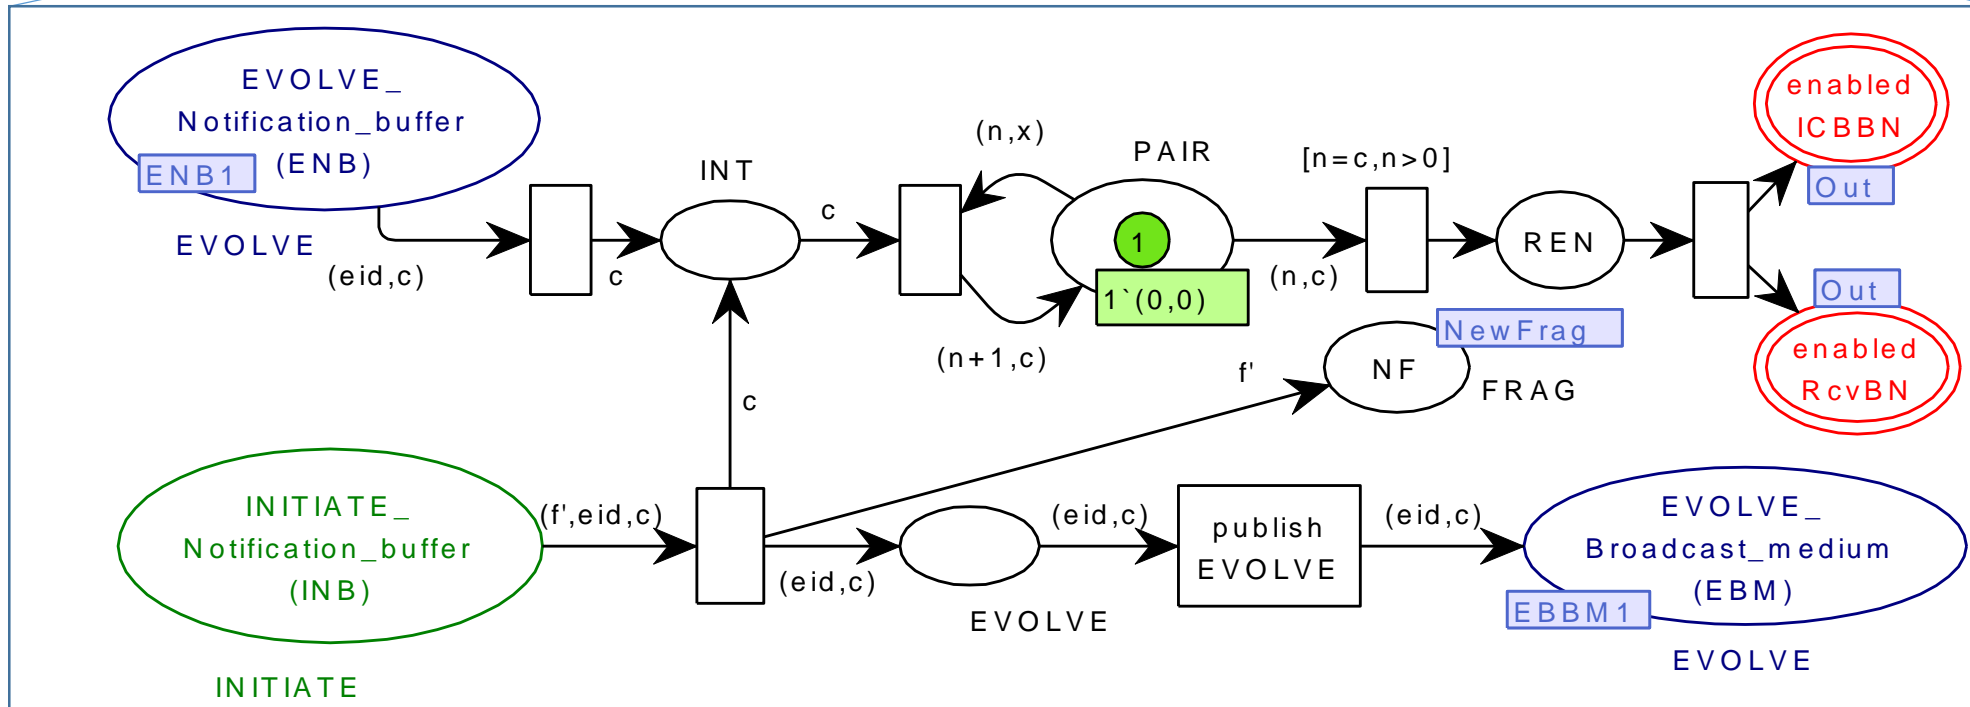 EVOLVE_
Notification_buffer
(ENB)
ENB1
EVOLVE
(eid,c)
c
INT
c
(n,x)
(n+1,c)
PAIR
1
1`(0,0)
(n,c)
[n=c,n>0]
REN
enabled
ICBBN
Out
Out
enabled
RcvBN
NewFrag
NF
FRAG
f'
c
INITIATE_
Notification_buffer
(INB)
INITIATE
(f',eid,c)
(eid,c)
EVOLVE
(eid,c)
publish
EVOLVE
(eid,c)
EVOLVE_
Broadcast_medium
(EBM)
EBBM1
EVOLVE